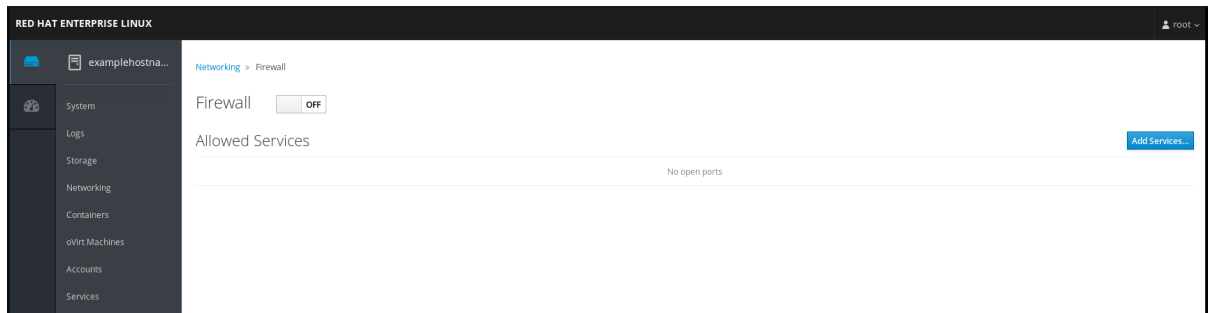 RED HAT ENTERPRISE LINUX
root
examplehostna...
System
Logs
Storage
Networking
Containers
oVirt Machines
Accounts
Services
Networking » Firewall
Firewall OFF
Allowed Services
Add Services...
No open ports